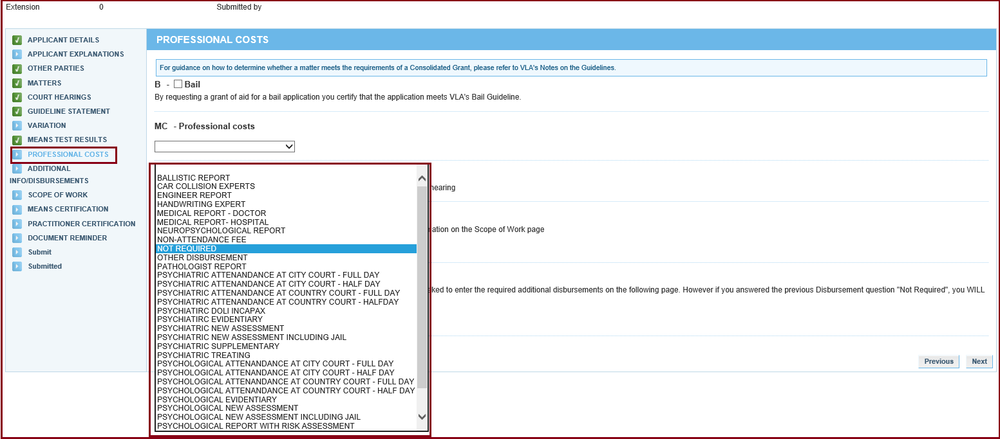 Extension 0 Submitted by
APPLICANT DETAILS
APPLICANT EXPLANATIONS
OTHER PARTIES
MATTERS
COURT HEARINGS
GUIDELINE STATEMENT
VARIATION
MEANS TEST RESULTS
PROFESSIONAL COSTS
ADDITIONAL
INFO/DISBURSEMENTS
SCOPE OF WORK
MEANS CERTIFICATION
PRACTITIONER CERTIFICATION
DOCUMENT REMINDER
Submit
Submitted
PROFESSIONAL COSTS
For guidance on how to determine whether a matter meets the requirements of a Consolidated Grant, please refer to VLA's Notes on the Guidelines.
B - Bail
By requesting a grant of aid for a bail application you certify that the application meets VLA's Bail Guideline.
MC - Professional costs
BALLISTIC REPORT
CAR COLLISION EXPERTS
ENGINEER REPORT
HANDWRITING EXPERT
MEDICAL REPORT - DOCTOR
MEDICAL REPORT- HOSPITAL
NEUROPSYCHOLOGICAL REPORT
NON-ATTENDANCE FEE
NOT REQUIRED
OTHER DISBURSEMENT
PATHOLOGIST REPORT
PSYCHIATRIC ATTENANDANCE AT CITY COURT - FULL DAY
PSYCHIATRIC ATTENANDANCE AT CITY COURT - HALF DAY
PSYCHIATRIC ATTENANDANCE AT COUNTRY COURT - FULL DAY
PSYCHIATRIC ATTENANDANCE AT COUNTRY COURT - HALFDAY
PSYCHIATIRC DOLI INCAPAX
PSYCHIATIRC EVIDENTIARY
PSYCHIATRIC NEW ASSESSMENT
PSYCHIATRIC NEW ASSESSMENT INCLUDING JAIL
PSYCHIATRIC SUPPLEMENTARY
PSYCHIATRIC TREATING
PSYCHOLOGICAL ATTENANDANCE AT CITY COURT - FULL DAY
PSYCHOLOGICAL ATTENANDANCE AT CITY COURT - HALF DAY
PSYCHOLOGICAL ATTENANDANCE AT COUNTRY COURT - FULL DAY
PSYCHOLOGICAL ATTENANDANCE AT COUNTRY COURT - HALF DAY
PSYCHOLOGICAL EVIDENTIARY
PSYCHOLOGICAL NEW ASSESSMENT
PSYCHOLOGICAL NEW ASSESSMENT INCLUDING JAIL
PSYCHOLOGICAL REPORT WITH RISK ASSESSMENT
hearing
on the Scope of Work page
to enter the required additional disbursements on the following page. However if you answered the previous Disbursement question "Not Required", you WILL
Previous Next